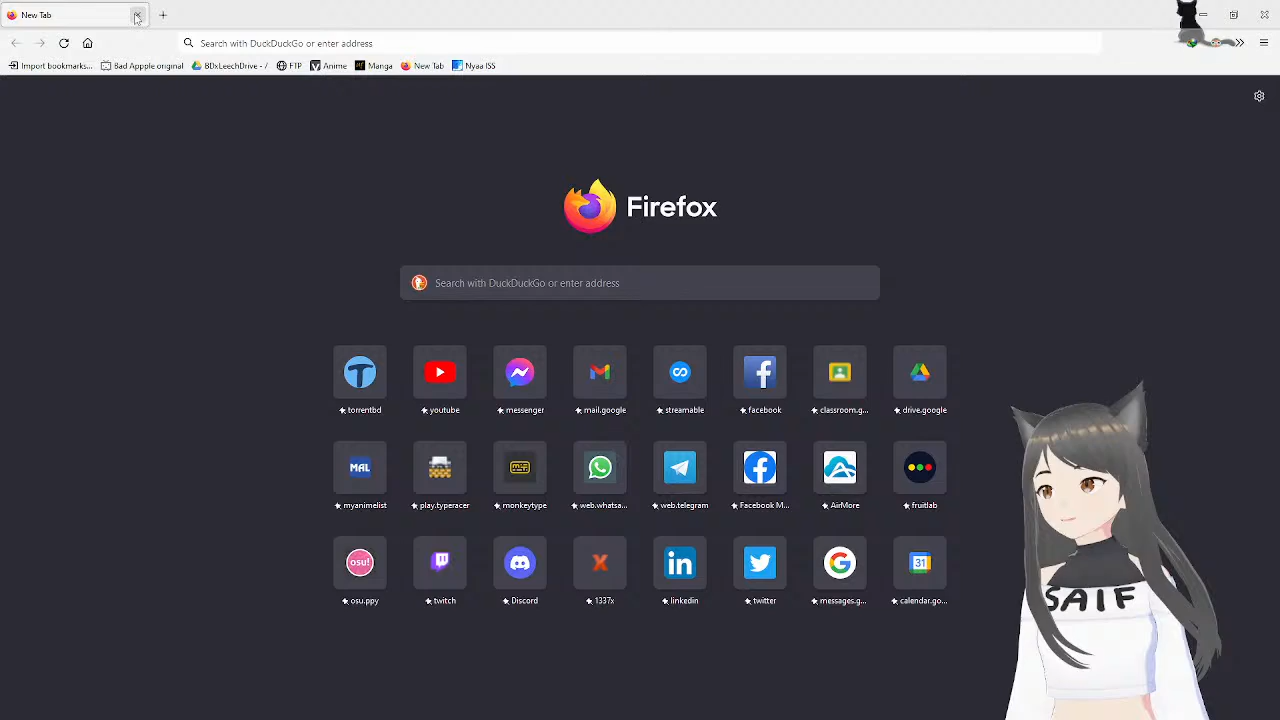 New Tab
Search with DuckDuckGo or enter address
Import bookmarks...
Bad Appple original
BDxLeechDrive - /
FTP
Anime
Manga
New Tab
Nyaa ISS
Firefox
Search with DuckDuckGo or enter address
torrentbd
youtube
messenger
mail.google
streamable
facebook
classroom.g...
drive.google
MAL
myanimelist
play.typeracer
monkeytype
web.whatsa...
web.telegram
Facebook M...
AirMore
fruitlab
osu!
31
osu.ppy
twitch
Discord
1337x
linkedin
twitter
messages.g...
calendar.go...
SAIF